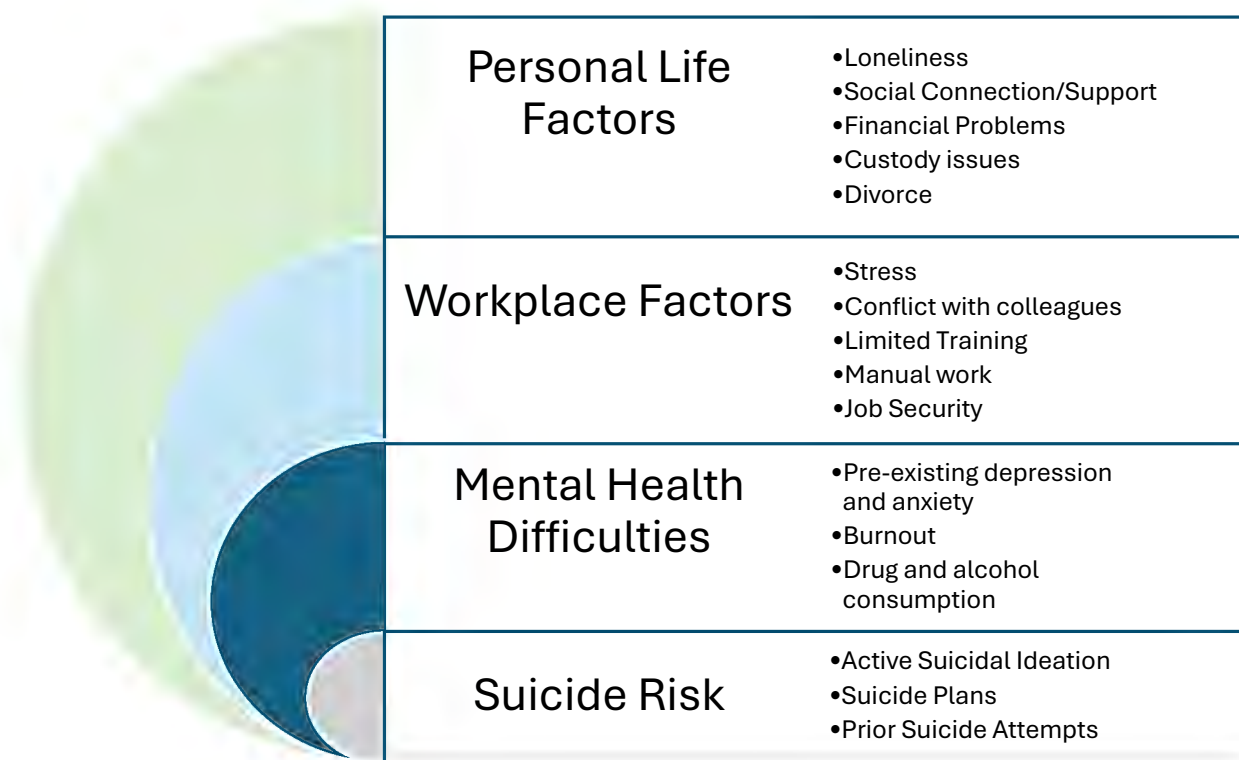 Personal Life
Factors
•Loneliness
•Social Connection/Support
•Financial Problems
•Custody issues
•Divorce
Workplace Factors
•Stress
•Conflict with colleagues
•Limited Training
•Manual work
•Job Security
Mental Health
Difficulties
•Pre-existing depression
and anxiety
•Burnout
•Drug and alcohol
consumption
Suicide Risk
•Active Suicidal Ideation
•Suicide Plans
•Prior Suicide Attempts